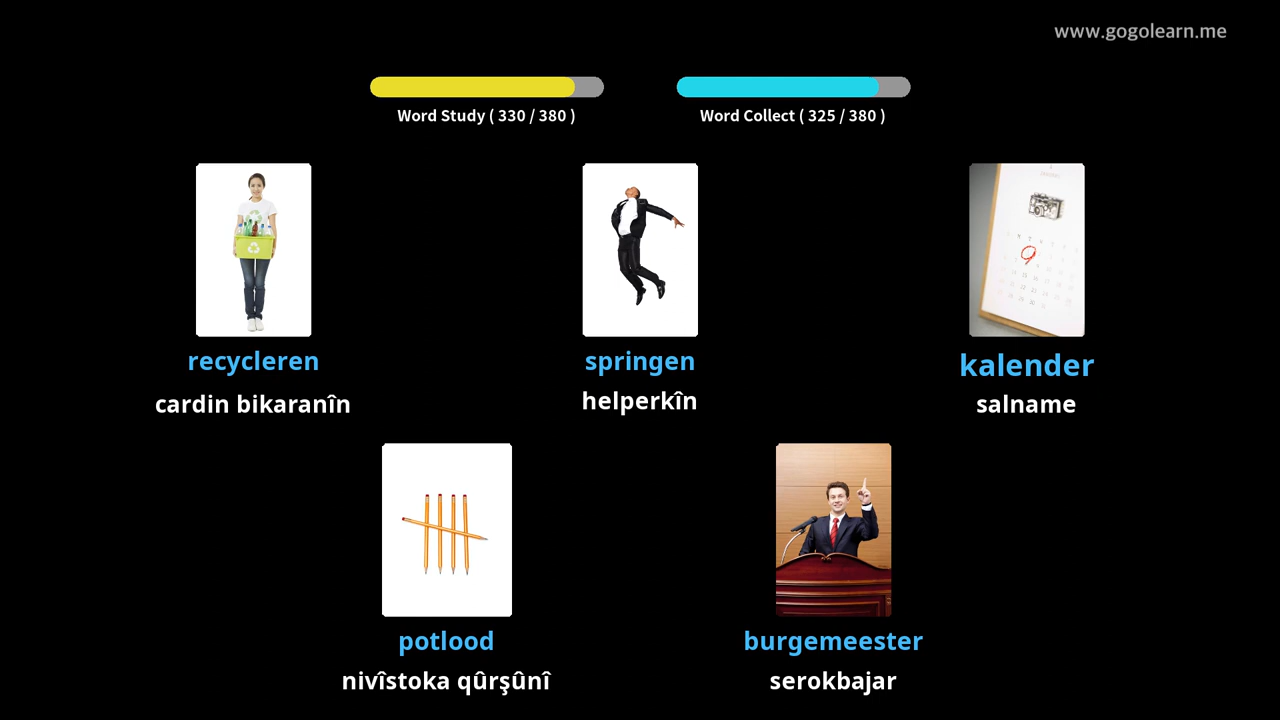 www.gogolearn.me
Word Study ( 330 / 380 )
Word Collect ( 325 / 380 )
recycleren
cardin bikaranîn
springen
helperkîn
kalender
salname
potlood
nivîstoka qûrşûnî
burgemeester
serokbajar